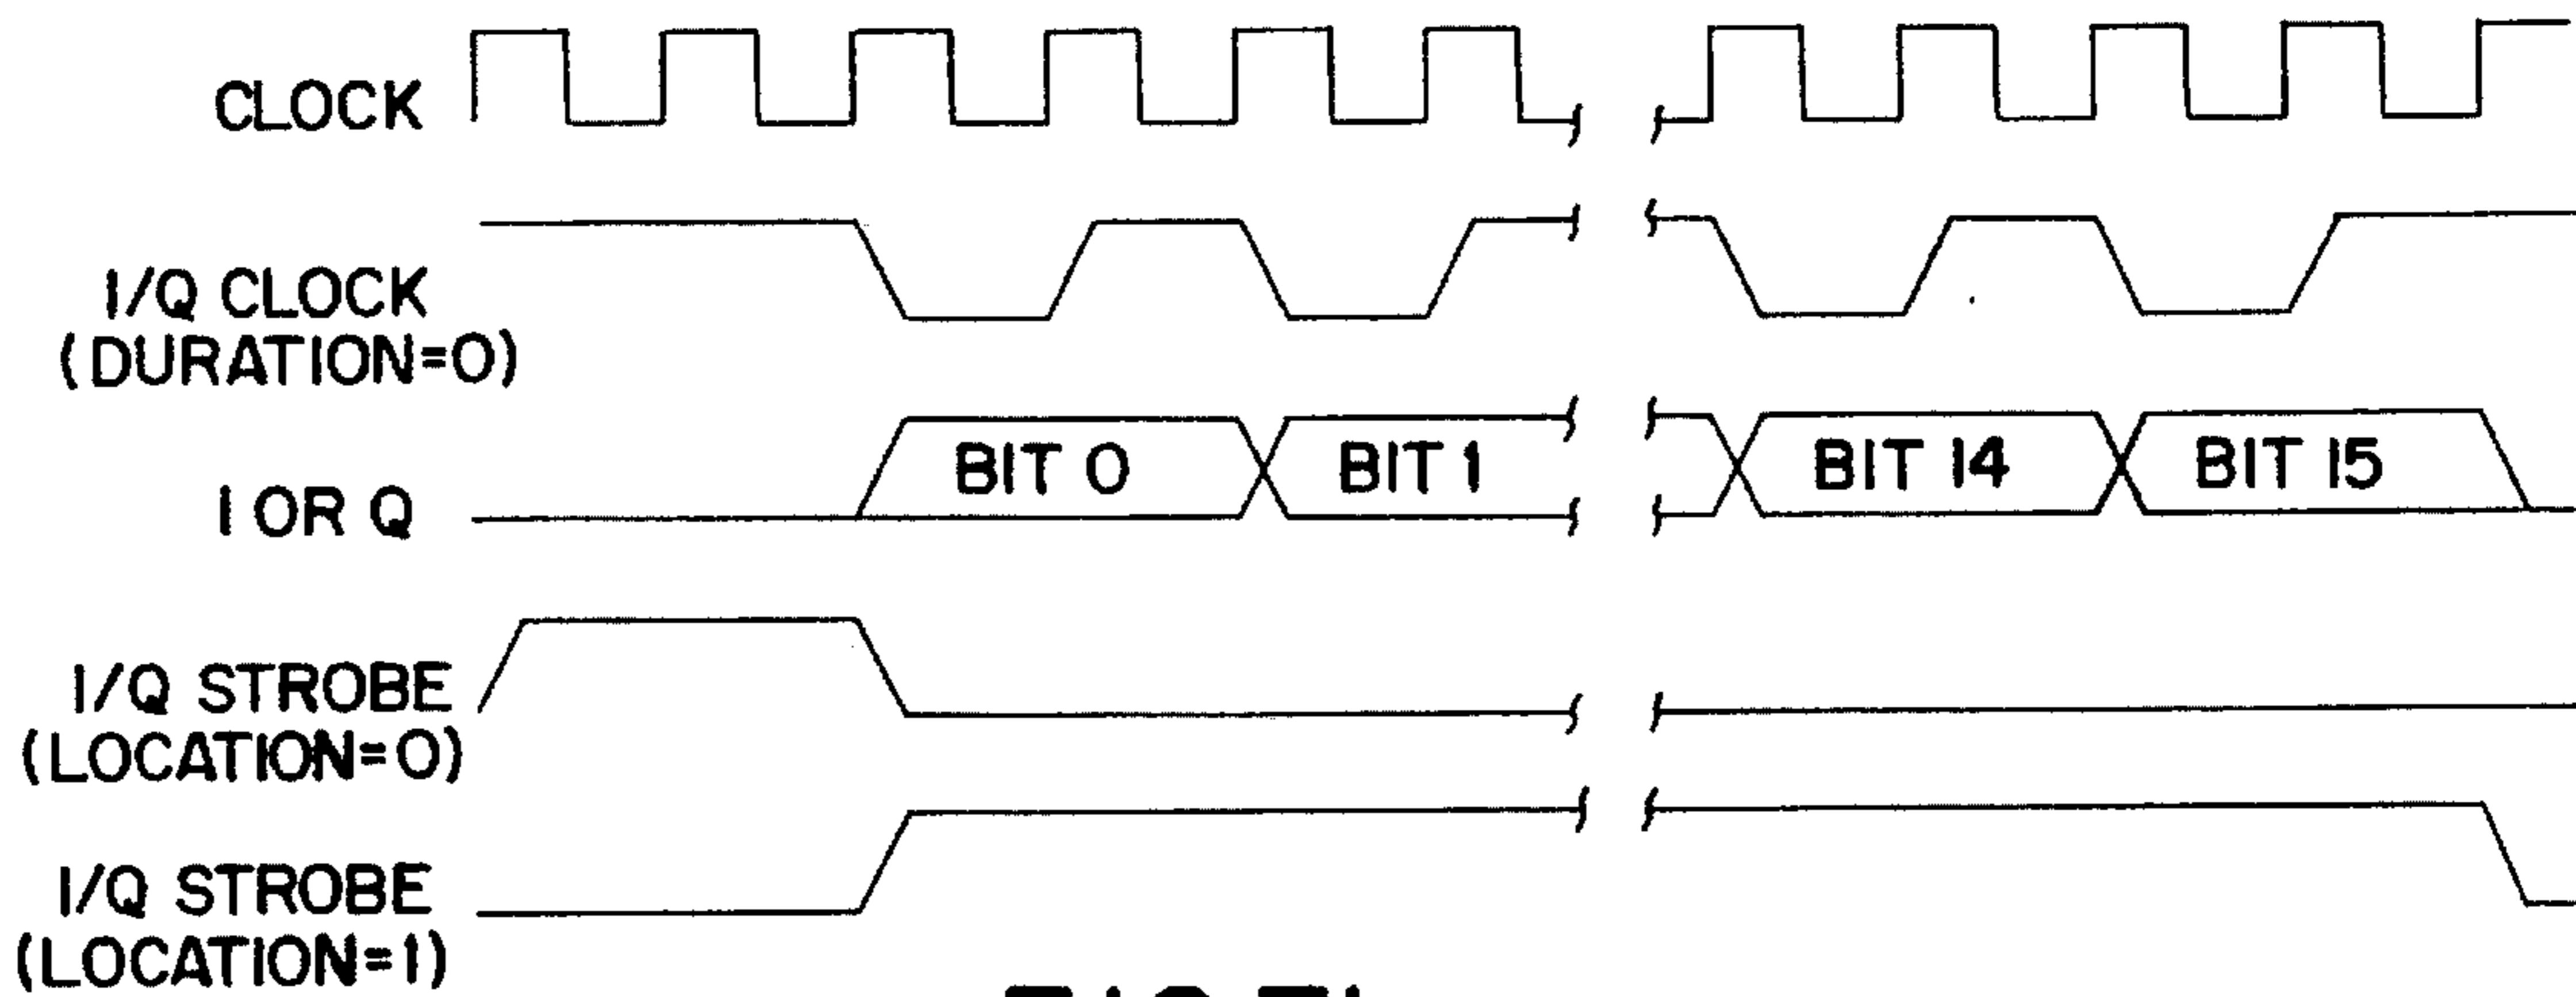 CLOCK
I/Q CLOCK
(DURATION=0)
BIT 0
BIT 1
BIT 14
BIT 15
I OR Q
I/Q STROBE
(LOCATION=0)
I/Q STROBE
(LOCATION=1)